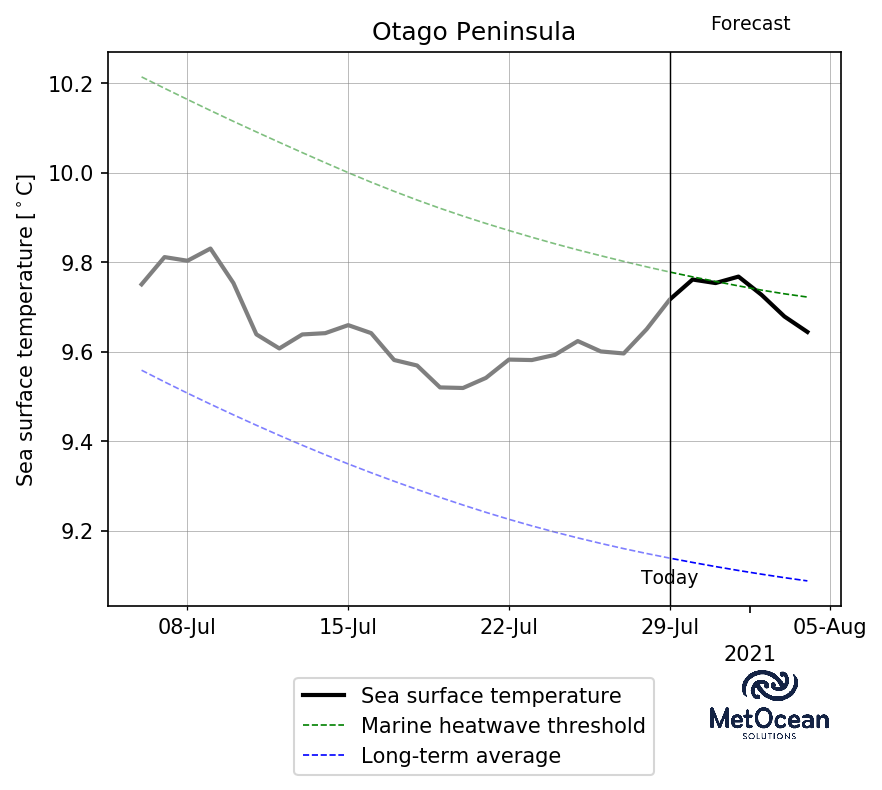 Forecast
Otago Peninsula
Sea surface temperature [°C]
10.2
10.0
9.8
9.6
9.4
9.2
Today
08-Jul 15-Jul 22-Jul 29-Jul 05-Aug
2021
Sea surface temperature
Marine heatwave threshold
Long-term average
MetOcean
SOLUTIONS